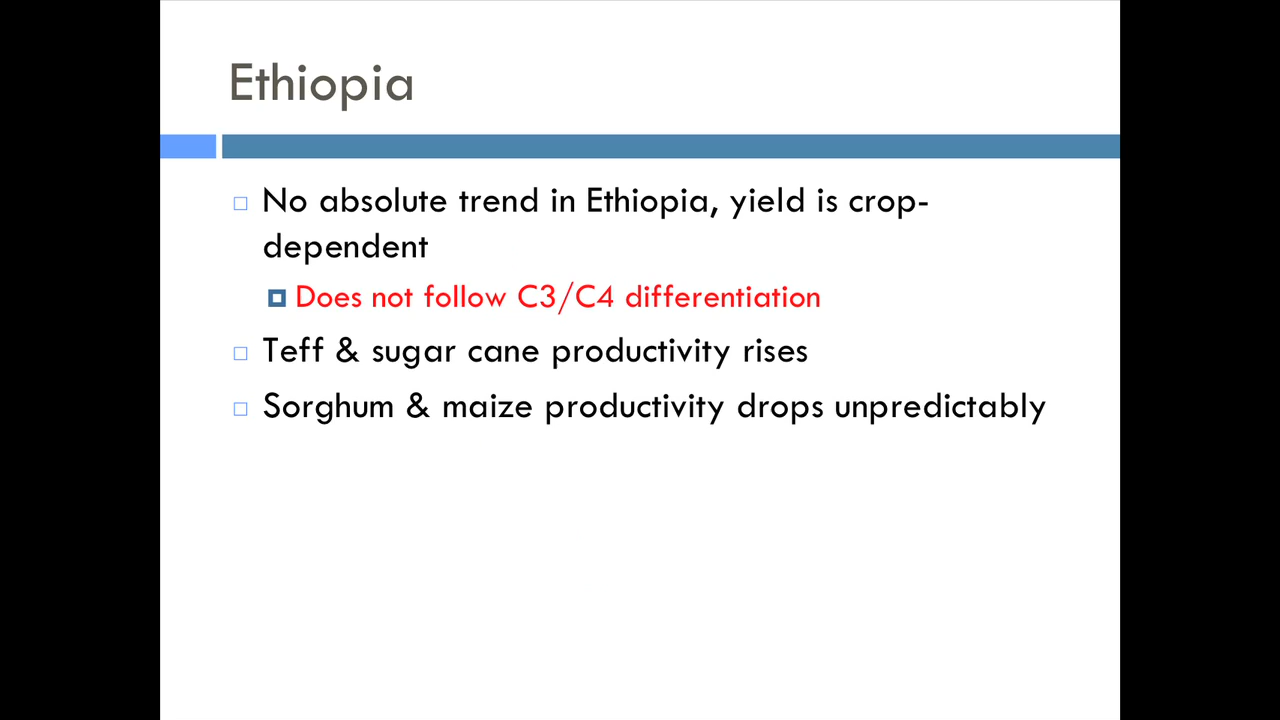 Ethiopia
No absolute trend in Ethiopia, yield is crop-
dependent
Does not follow C3/C4 differentiation
Teff & sugar cane productivity rises
Sorghum & maize productivity drops unpredictably